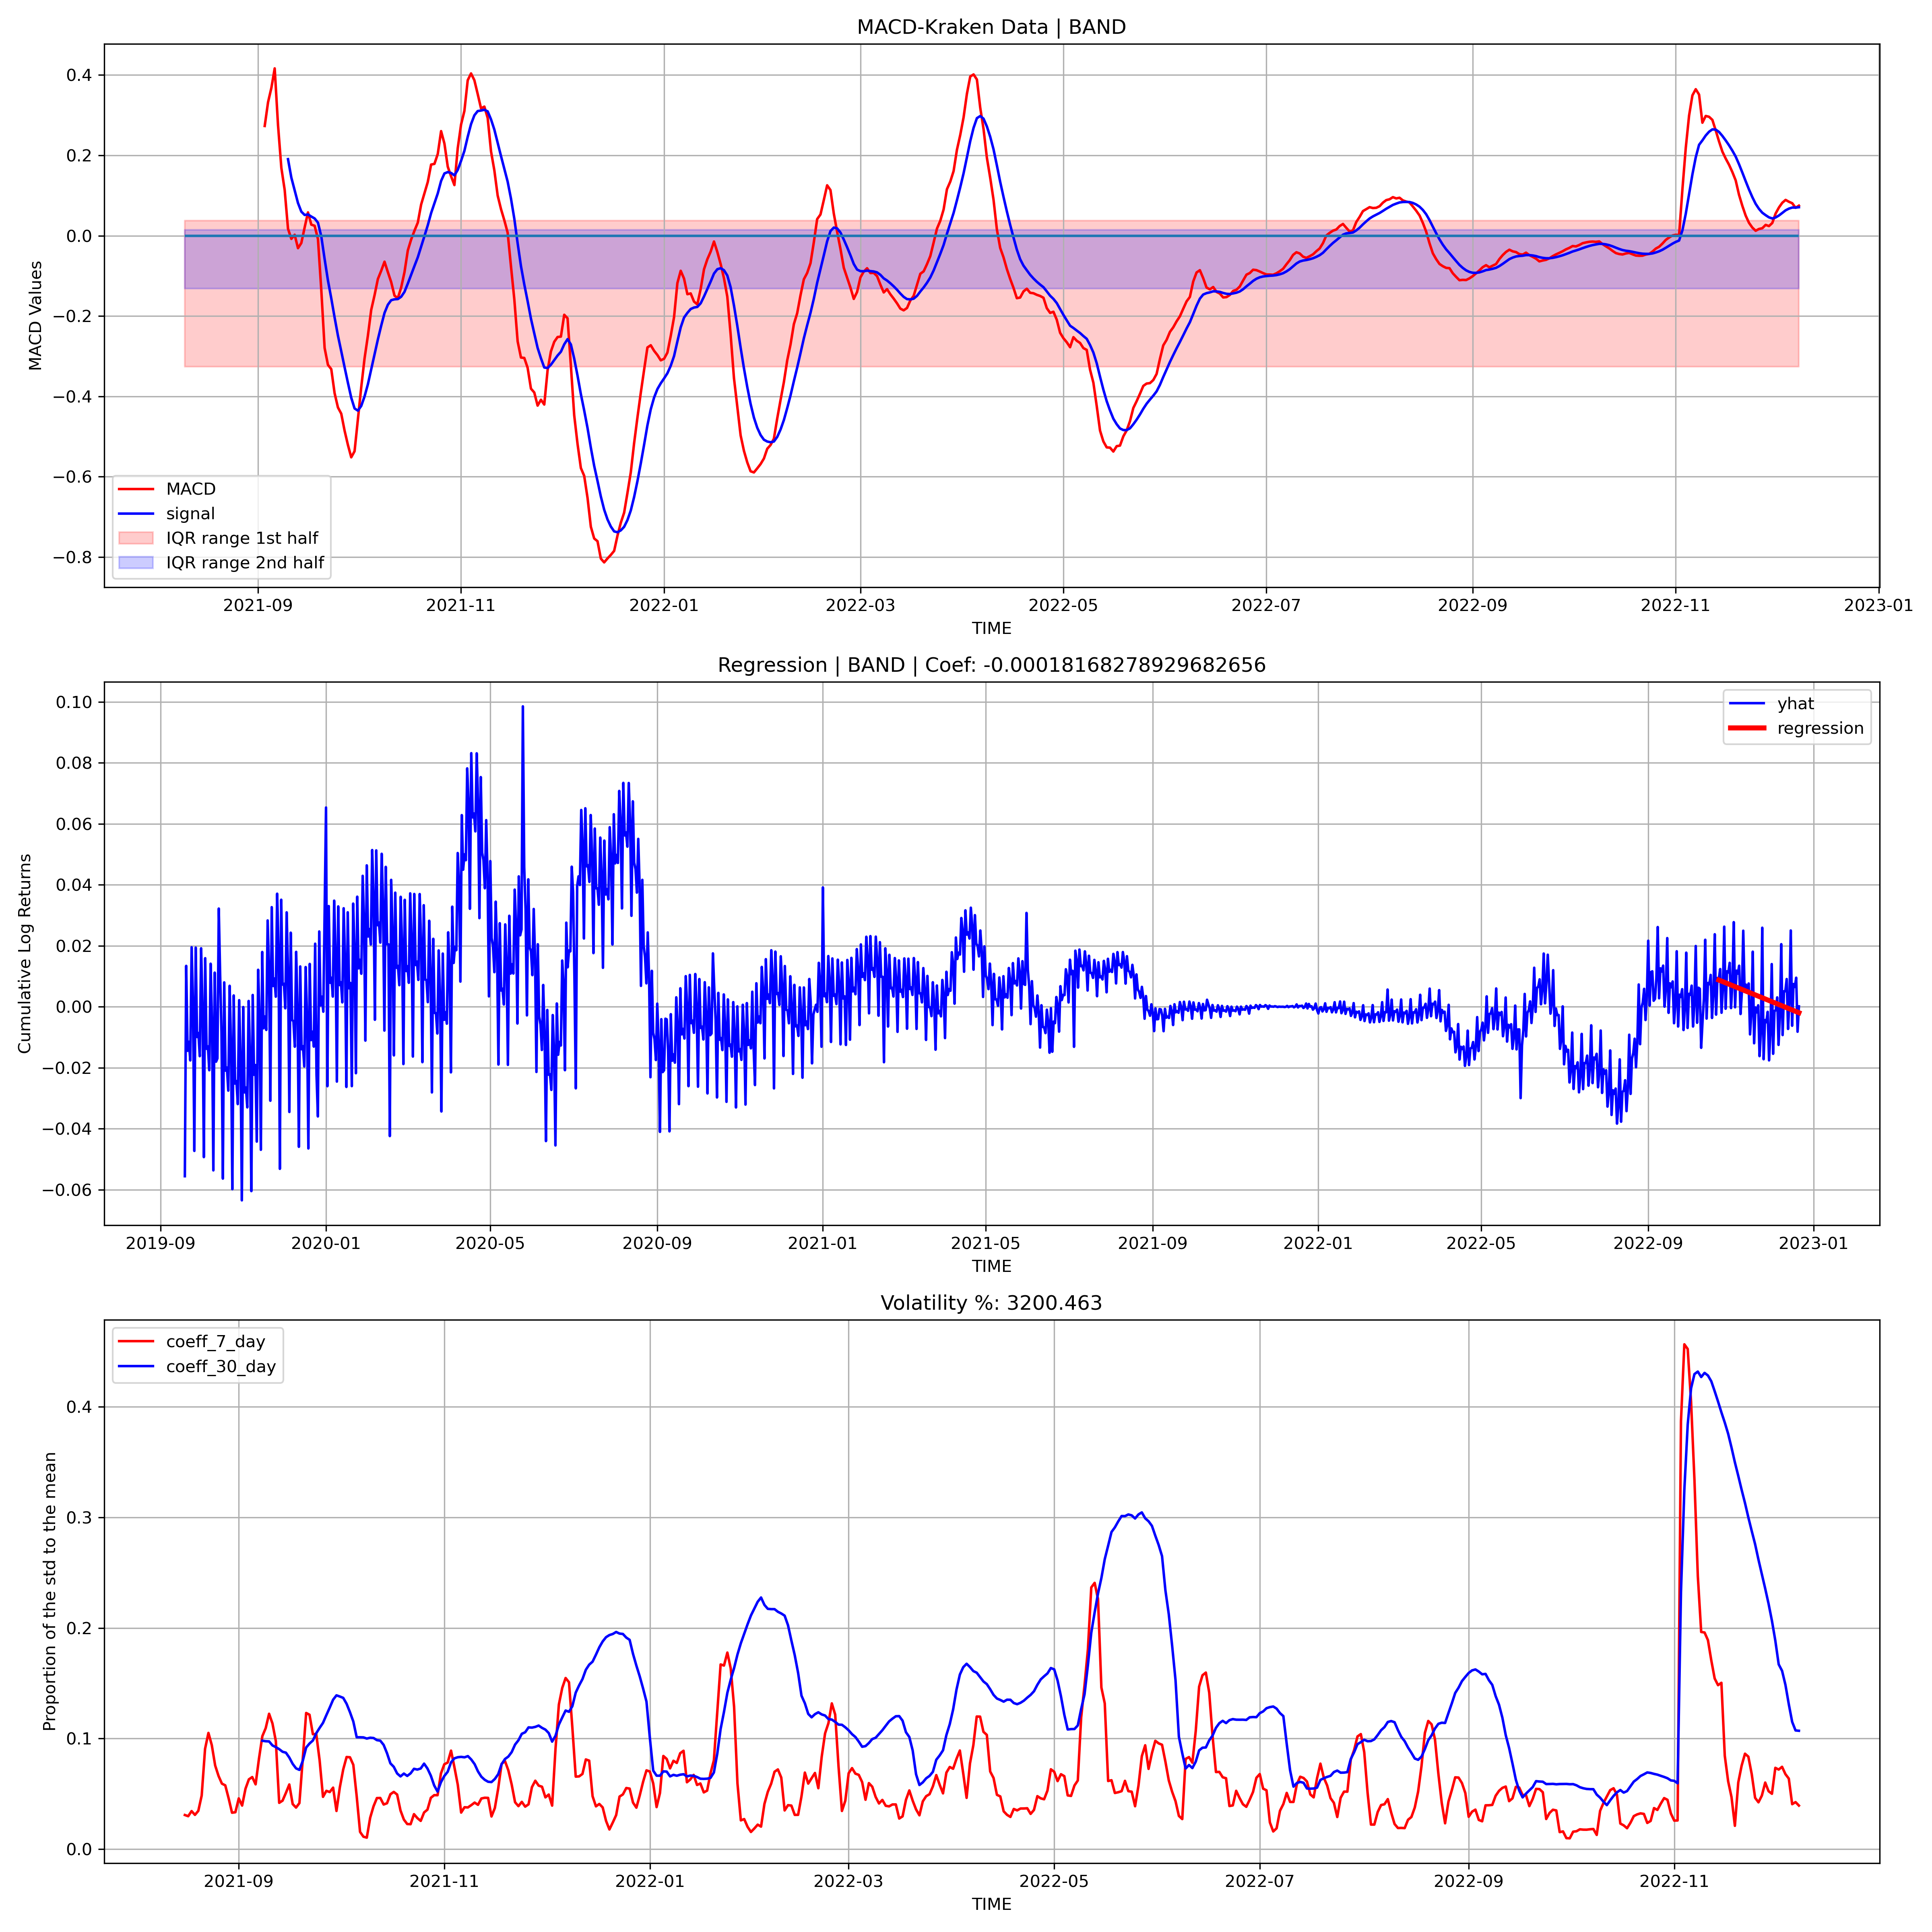 MACD-Kraken Data | BAND
MACD Values
0.4
0.2
0.0
−0.2
−0.4
−0.6
−0.8
MACD
signal
IQR range 1st half
IQR range 2nd half
2021-09 2021-11 2022-01 2022-03 2022-05 2022-07 2022-09 2022-11 2023-01
TIME
Regression | BAND | Coef: -0.00018168278929682656
Cumulative Log Returns
0.10
0.08
0.06
0.04
0.02
0.00
−0.02
−0.04
−0.06
yhat
regression
2019-09 2020-01 2020-05 2020-09 2021-01 2021-05 2021-09 2022-01 2022-05 2022-09 2023-01
TIME
Volatility %: 3200.463
Proportion of the std to the mean
0.4
0.3
0.2
0.1
0.0
coeff_7_day
coeff_30_day
2021-09 2021-11 2022-01 2022-03 2022-05 2022-07 2022-09 2022-11
TIME